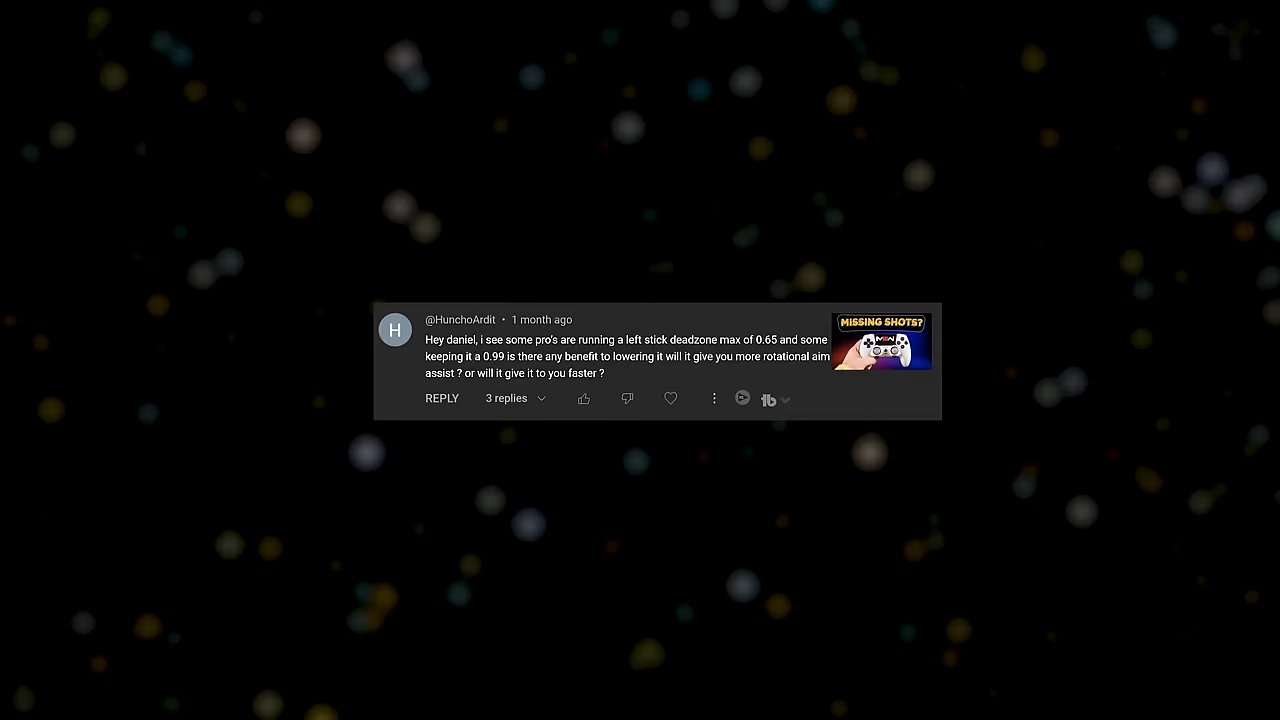 @HunchoArdit • 1 month ago
Hey daniel, i see some pro's are running a left stick deadzone max of 0.65 and some
keeping it a 0.99 is there any benefit to lowering it will it give you more rotational aim
assist ? or will it give it to you faster ?
REPLY 3 replies
H
MISSING SHOTS?